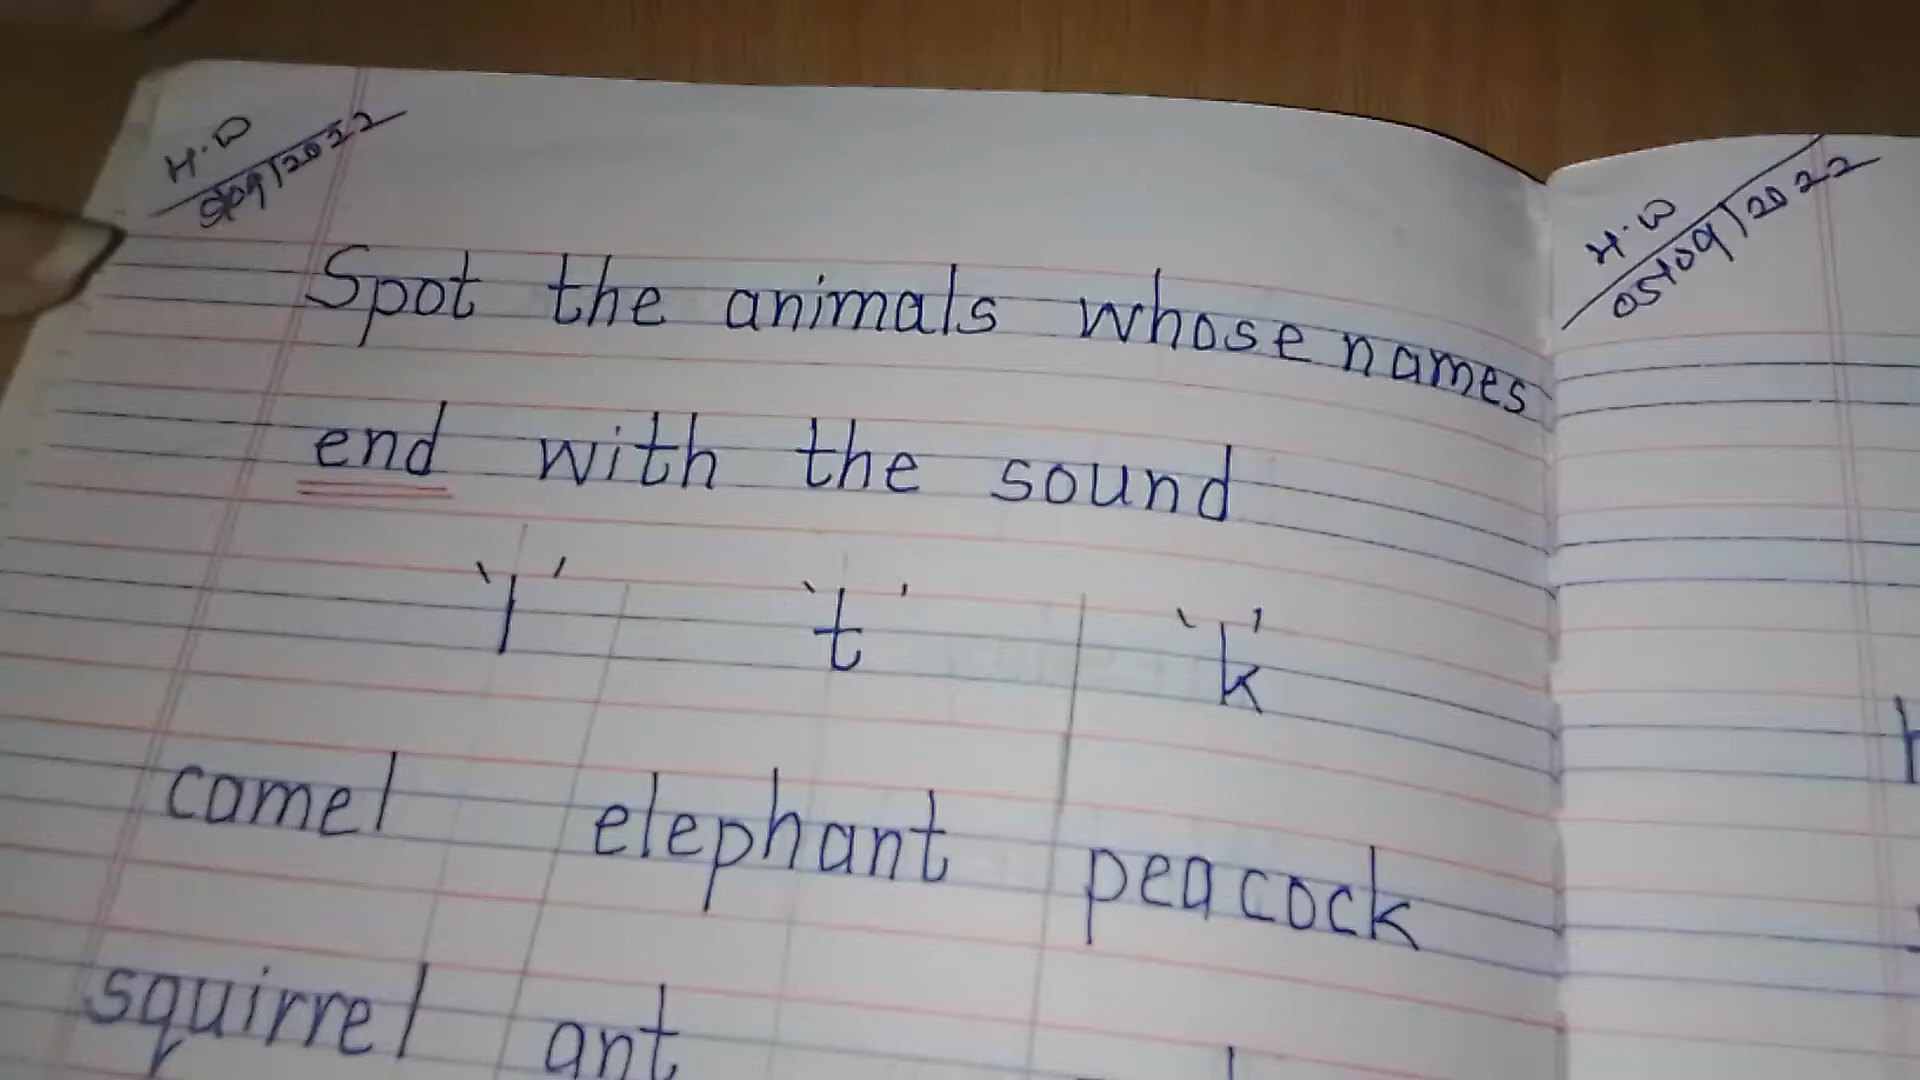 H.W
5/09/2022
Spot the animals whose names
end with the sound
'l' 't' 'k'
camel elephant peacock
squirrel ant
H.W
05/09/2022